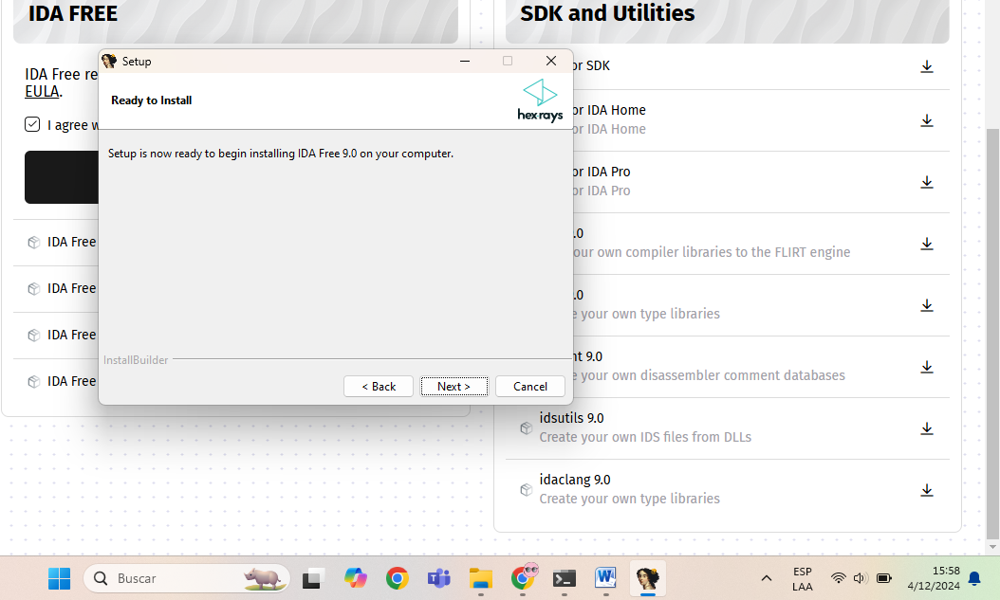 IDA FREE
SDK and Utilities
IDA Free re
EULA.
I agree w
IDA Free
IDA Free
IDA Free
IDA Free
Setup
Ready to Install
hex rays
Setup is now ready to begin installing IDA Free 9.0 on your computer.
InstallBuilder
< Back
Next >
Cancel
or SDK
or IDA Home
or IDA Home
or IDA Pro
or IDA Pro
.0
our own compiler libraries to the FLIRT engine
.0
e your own type libraries
nt 9.0
e your own disassembler comment databases
idsutils 9.0
Create your own IDS files from DLLs
idaclang 9.0
Create your own type libraries
Buscar
ESP
LAA
15:58
4/12/2024